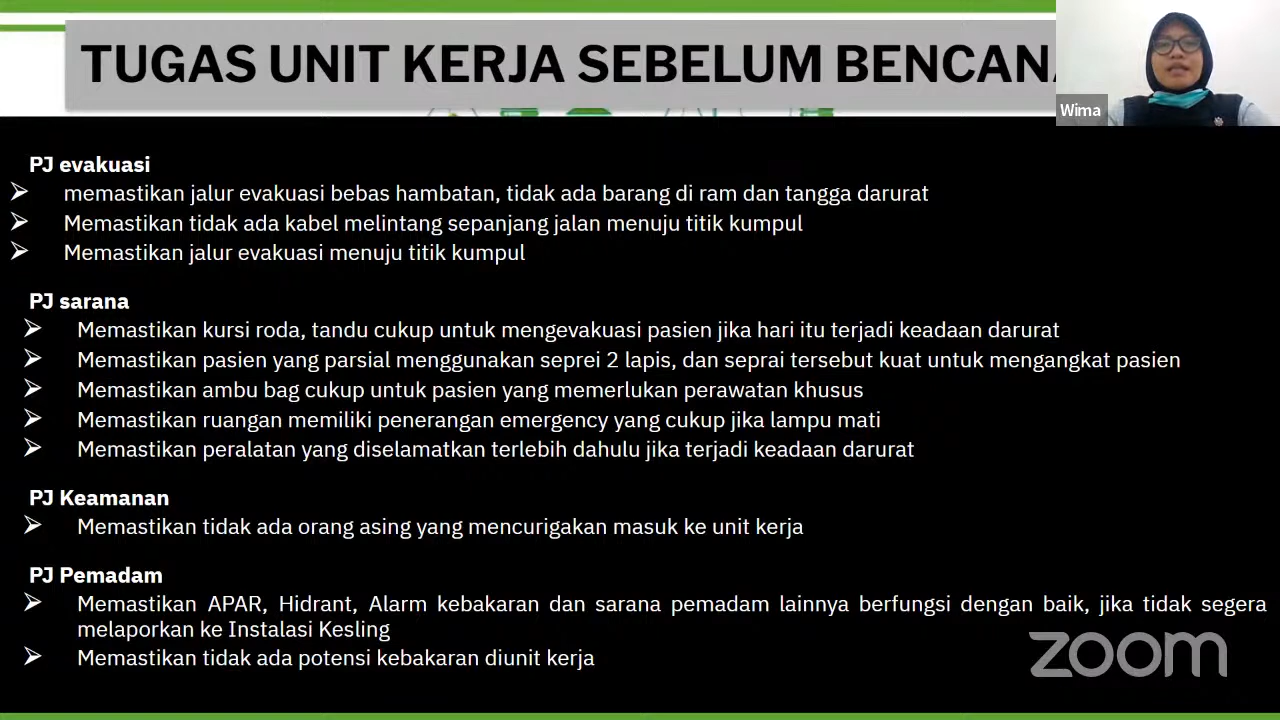 TUGAS UNIT KERJA SEBELUM BENCANA
Wima
PJ evakuasi
➢ memastikan jalur evakuasi bebas hambatan, tidak ada barang di ram dan tangga darurat
➢ Memastikan tidak ada kabel melintang sepanjang jalan menuju titik kumpul
➢ Memastikan jalur evakuasi menuju titik kumpul
PJ sarana
➢ Memastikan kursi roda, tandu cukup untuk mengevakuasi pasien jika hari itu terjadi keadaan darurat
➢ Memastikan pasien yang parsial menggunakan seprei 2 lapis, dan seprai tersebut kuat untuk mengangkat pasien
➢ Memastikan ambu bag cukup untuk pasien yang memerlukan perawatan khusus
➢ Memastikan ruangan memiliki penerangan emergency yang cukup jika lampu mati
➢ Memastikan peralatan yang diselamatkan terlebih dahulu jika terjadi keadaan darurat
PJ Keamanan
➢ Memastikan tidak ada orang asing yang mencurigakan masuk ke unit kerja
PJ Pemadam
➢ Memastikan APAR, Hidrant, Alarm kebakaran dan sarana pemadam lainnya berfungsi dengan baik, jika tidak segera
melaporkan ke Instalasi Kesling
➢ Memastikan tidak ada potensi kebakaran diunit kerja
zoom